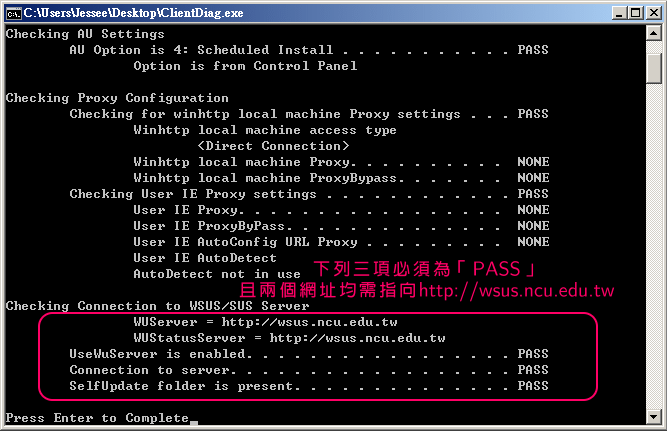 C:\Users\Jessee\Desktop\ClientDiag.exe
Checking AU Settings
AU Option is 4: Scheduled Install . . . . . . . . . . . PASS
Option is from Control Panel
Checking Proxy Configuration
Checking for winhttp local machine Proxy settings . . . PASS
Winhttp local machine access type
<Direct Connection>
Winhttp local machine Proxy. . . . . . . . . . NONE
Winhttp local machine ProxyBypass. . . . . . . NONE
Checking User IE Proxy settings . . . . . . . . . . . . PASS
User IE Proxy. . . . . . . . . . . . . . . . . NONE
User IE ProxyByPass. . . . . . . . . . . . . . NONE
User IE AutoConfig URL Proxy . . . . . . . . . NONE
User IE AutoDetect
AutoDetect not in use
下列三項必須為「PASS」
且兩個網址均需指向http://wsus.ncu.edu.tw
Checking Connection to WSUS/SUS Server
WUServer = http://wsus.ncu.edu.tw
WUStatusServer = http://wsus.ncu.edu.tw
UseWuServer is enabled. . . . . . . . . . . . . . . . . PASS
Connection to server. . . . . . . . . . . . . . . . . . PASS
SelfUpdate folder is present. . . . . . . . . . . . . . PASS
Press Enter to Complete_